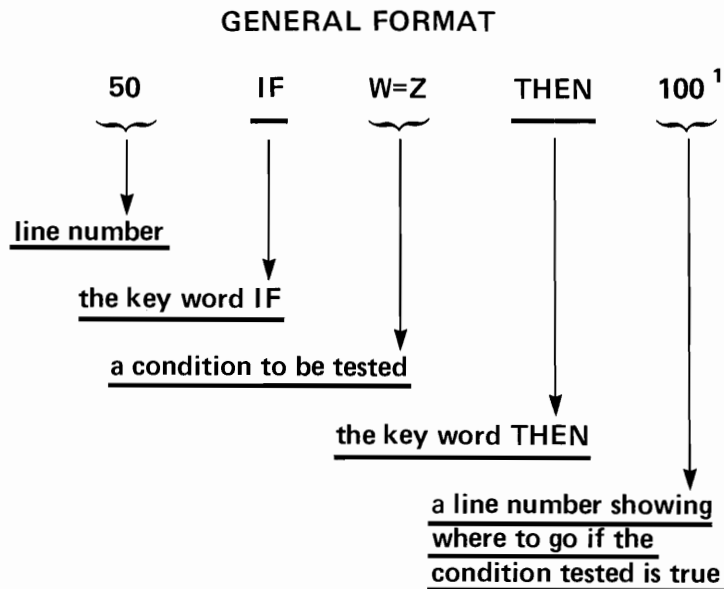 GENERAL FORMAT
50 IF W=Z THEN 100 1
line number
the key word IF
a condition to be tested
the key word THEN
a line number showing
where to go if the
condition tested is true